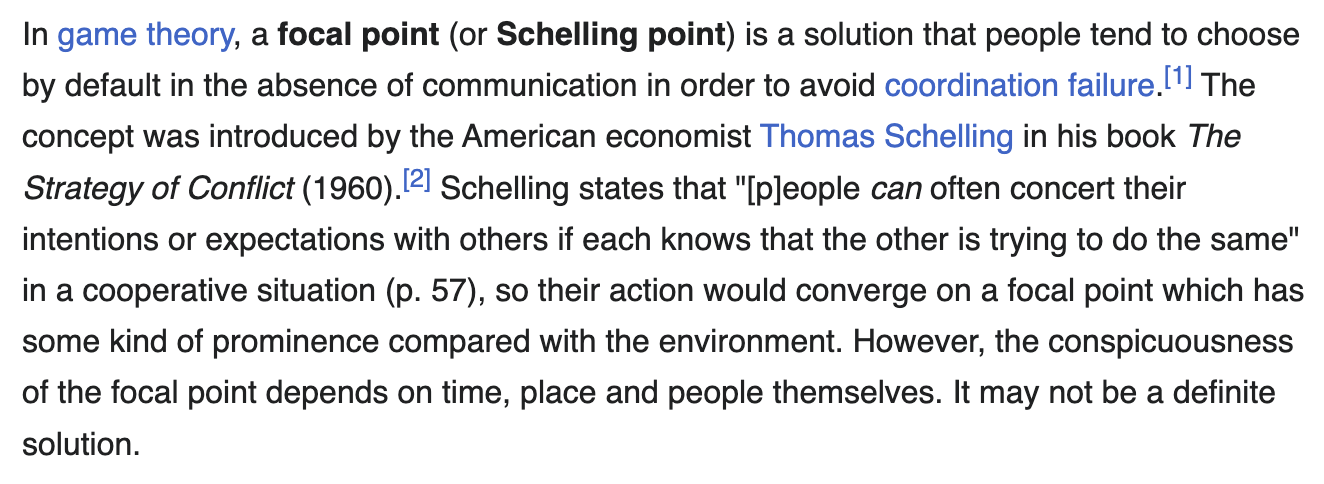 In game theory, a focal point (or Schelling point) is a solution that people tend to choose
by default in the absence of communication in order to avoid coordination failure.[1] The
concept was introduced by the American economist Thomas Schelling in his book The
Strategy of Conflict (1960).[2] Schelling states that "[p]eople can often concert their
intentions or expectations with others if each knows that the other is trying to do the same"
in a cooperative situation (p. 57), so their action would converge on a focal point which has
some kind of prominence compared with the environment. However, the conspicuousness
of the focal point depends on time, place and people themselves. It may not be a definite
solution.